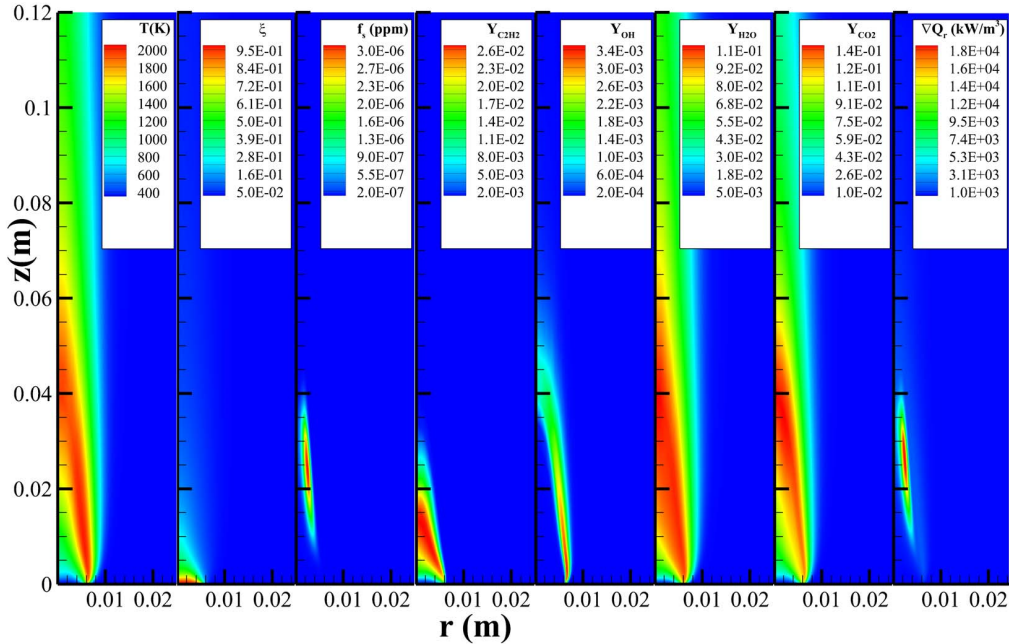 0.12
0.1
0.08
0.06
0.04
0.02
0
z(m)
T(K)
2000
1800
1600
1400
1200
1000
800
600
400
ξ
9.5E-01
8.4E-01
7.2E-01
6.1E-01
5.0E-01
3.9E-01
2.8E-01
1.6E-01
5.0E-02
fₛ (ppm)
3.0E-06
2.7E-06
2.3E-06
2.0E-06
1.6E-06
1.3E-06
9.0E-07
5.5E-07
2.0E-07
Y_C2H2
2.6E-02
2.3E-02
2.0E-02
1.7E-02
1.4E-02
1.1E-02
8.0E-03
5.0E-03
2.0E-03
Y_OH
3.4E-03
3.0E-03
2.6E-03
2.2E-03
1.8E-03
1.4E-03
1.0E-03
6.0E-04
2.0E-04
Y_H2O
1.1E-01
9.2E-02
8.0E-02
6.8E-02
5.5E-02
4.3E-02
3.0E-02
1.8E-02
5.0E-03
Y_CO2
1.4E-01
1.2E-01
1.1E-01
9.1E-02
7.5E-02
5.9E-02
4.3E-02
2.6E-02
1.0E-02
∇Qᵣ (kW/m³)
1.8E+04
1.6E+04
1.4E+04
1.2E+04
9.5E+03
7.4E+03
5.3E+03
3.1E+03
1.0E+03
0.01 0.02 0.01 0.02 0.01 0.02 0.01 0.02 0.01 0.02 0.01 0.02 0.01 0.02 0.01 0.02
r (m)